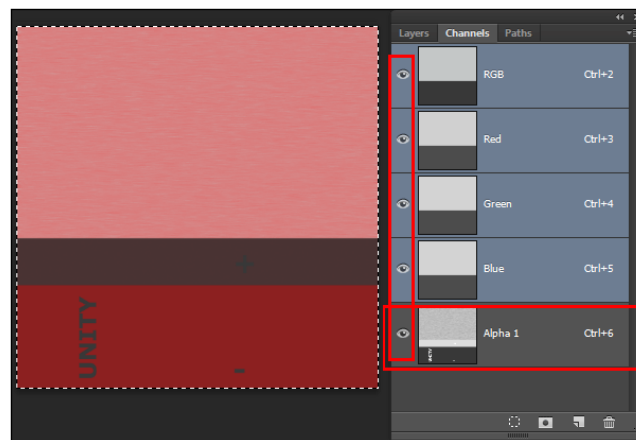 Layers Channels Paths
RGB Ctrl+2
Red Ctrl+3
Green Ctrl+4
Blue Ctrl+5
Alpha 1 Ctrl+6
+
UNITY
-